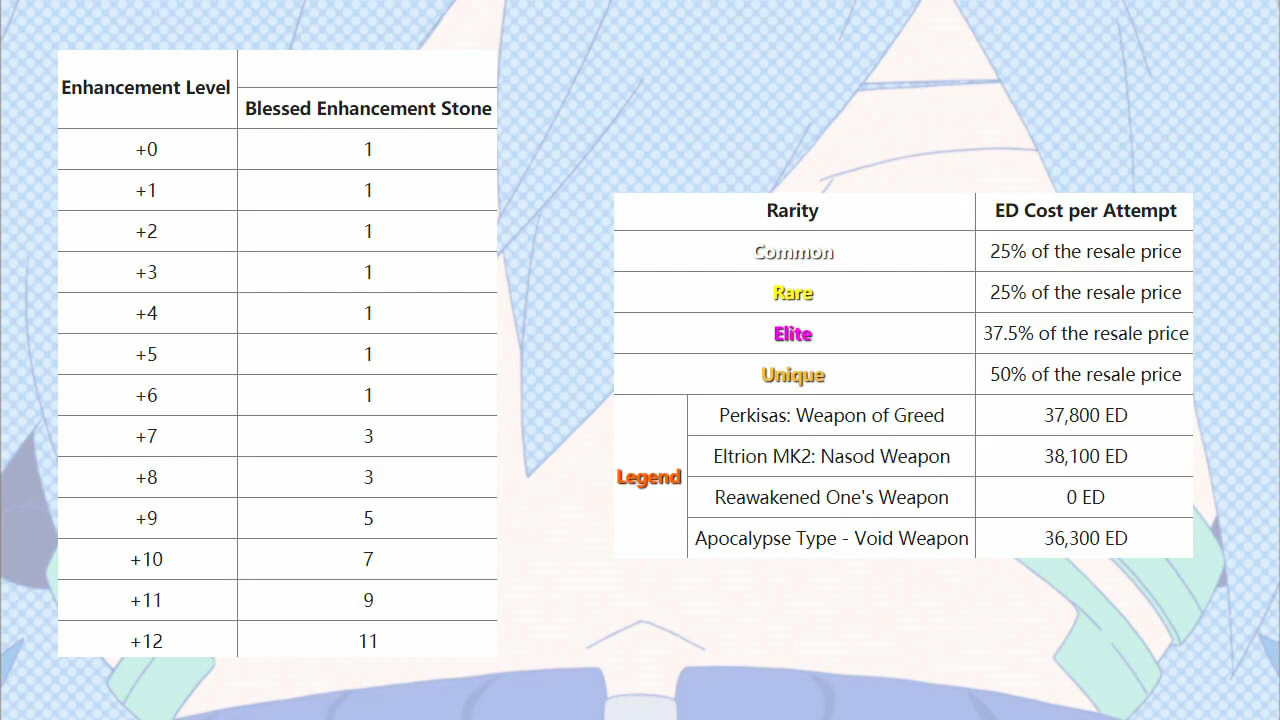 Enhancement Level
Blessed Enhancement Stone
+0 1
+1 1
+2 1
+3 1
+4 1
+5 1
+6 1
+7 3
+8 3
+9 5
+10 7
+11 9
+12 11
Rarity ED Cost per Attempt
Common 25% of the resale price
Rare 25% of the resale price
Elite 37.5% of the resale price
Unique 50% of the resale price
Legend
Perkisas: Weapon of Greed 37,800 ED
Eltrion MK2: Nasod Weapon 38,100 ED
Reawakened One's Weapon 0 ED
Apocalypse Type - Void Weapon 36,300 ED